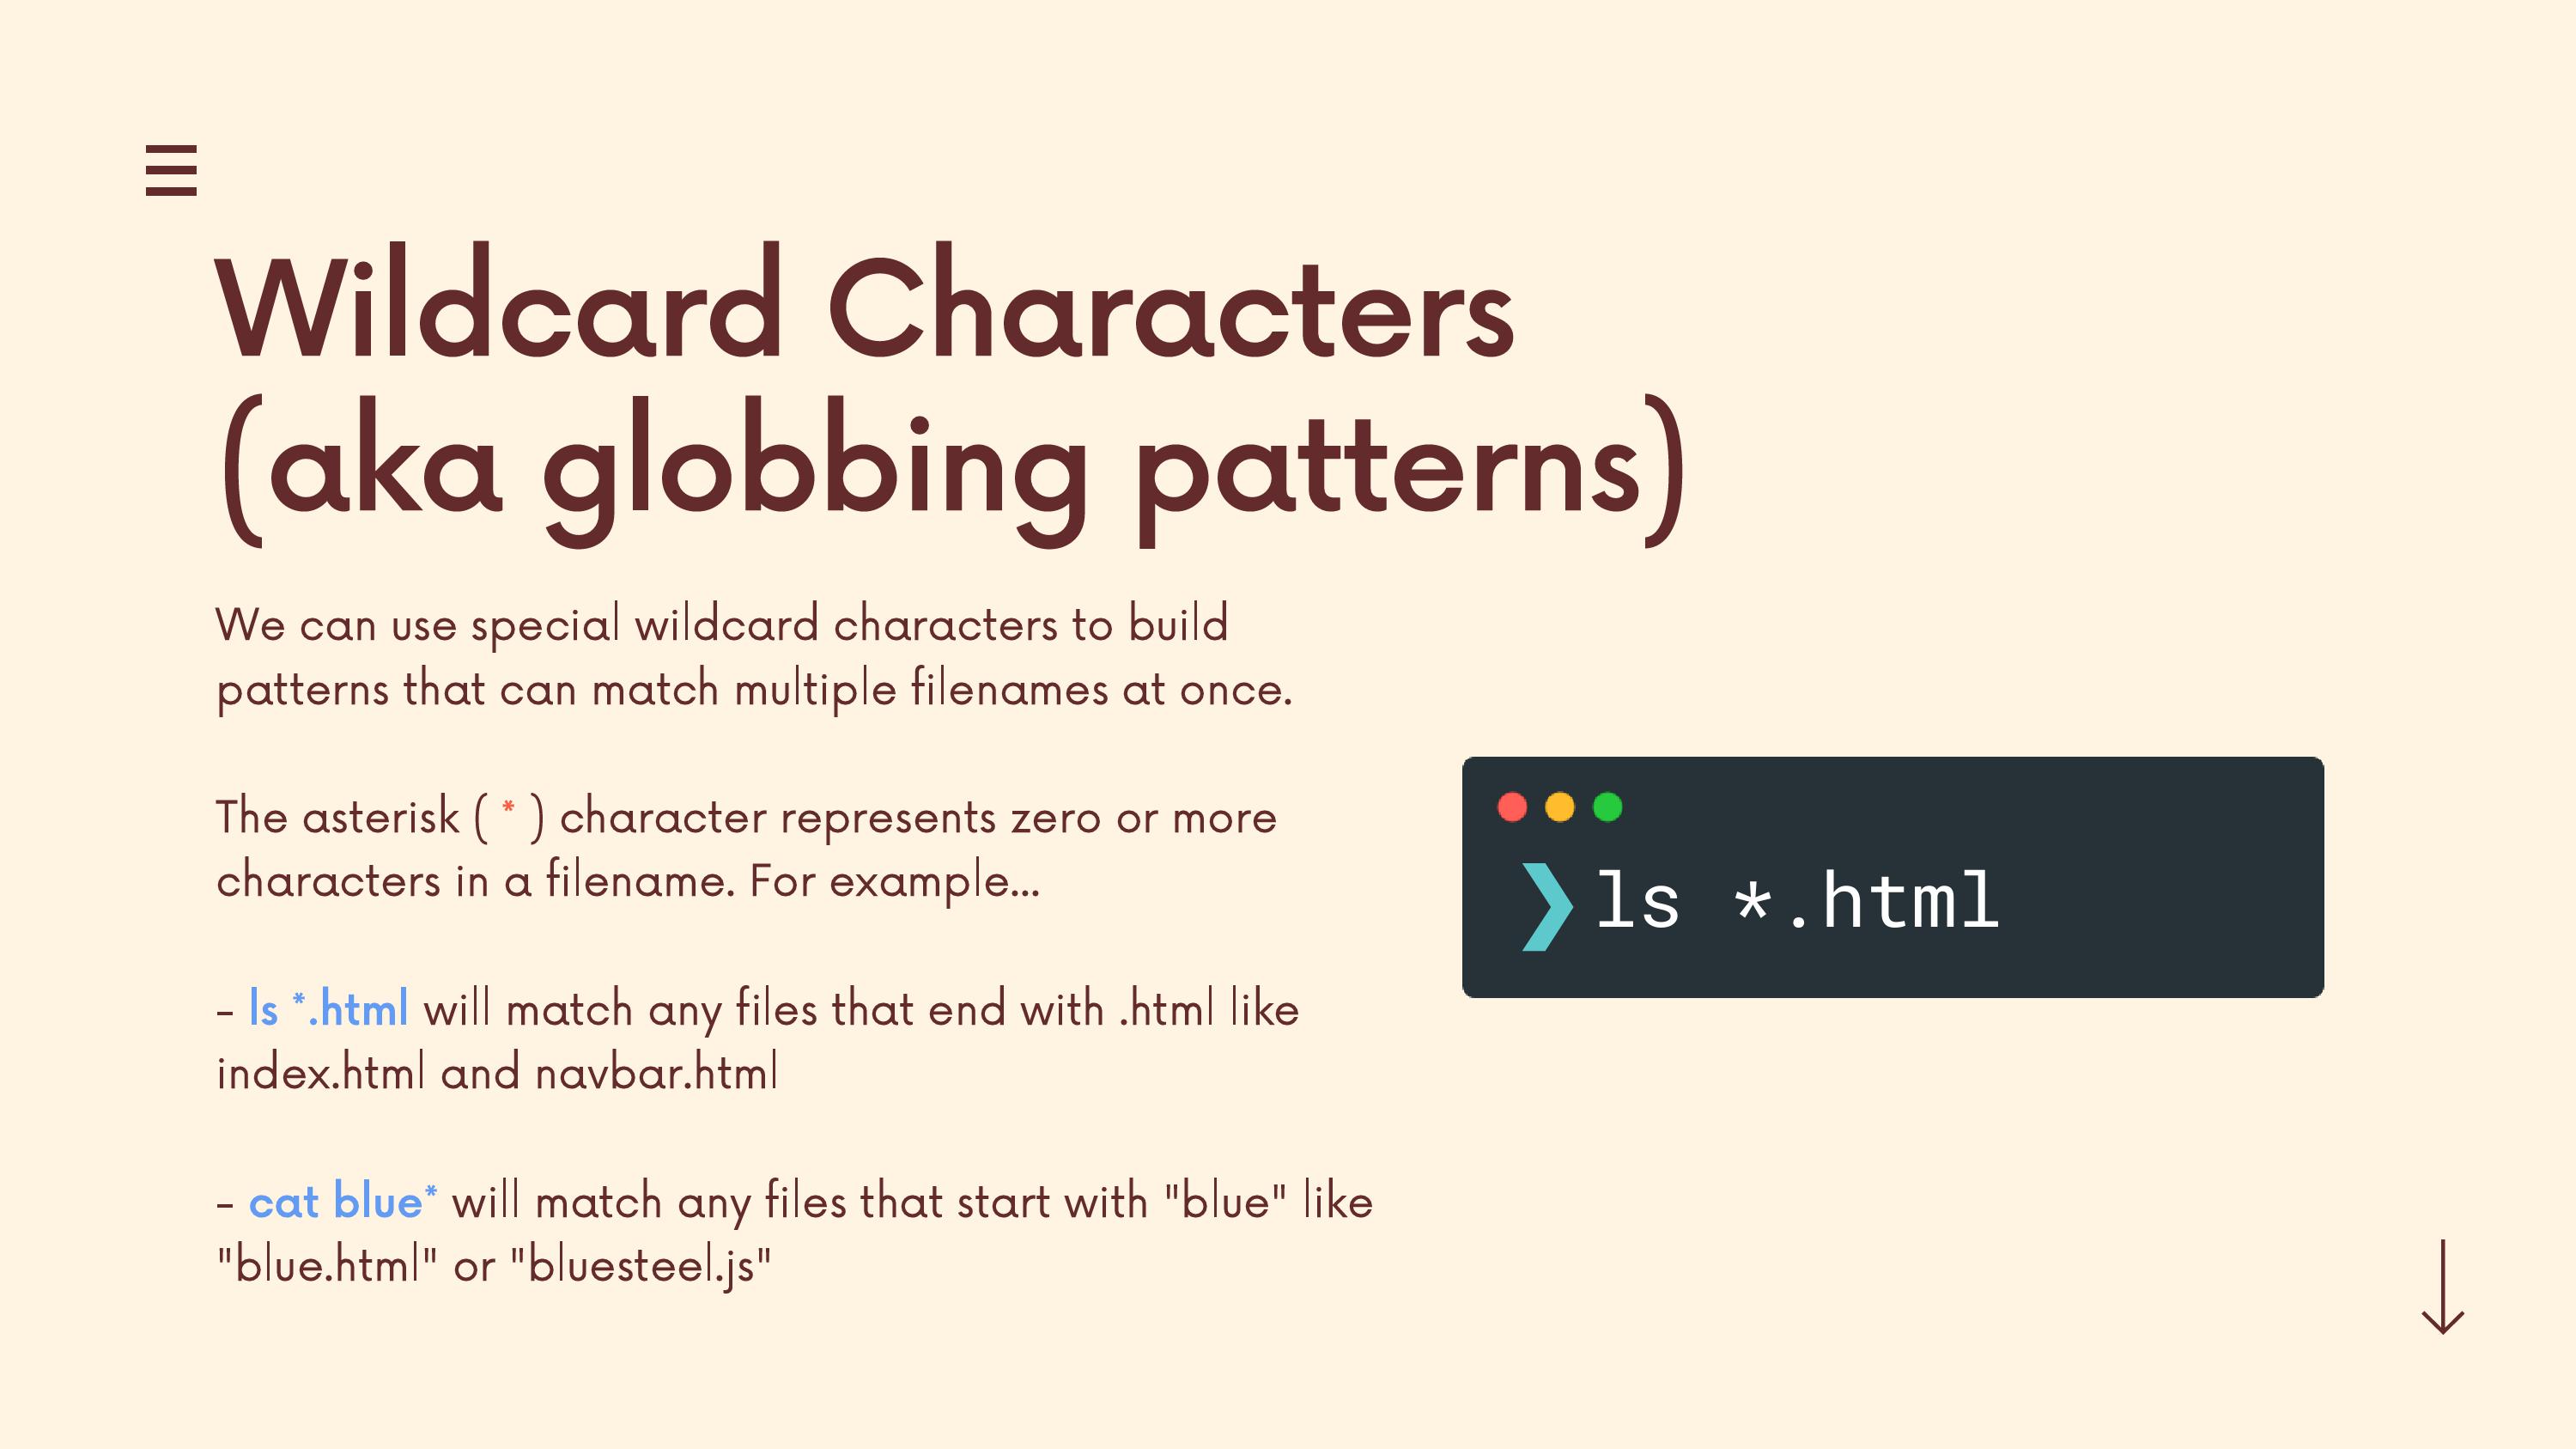 Wildcard Characters
(aka globbing patterns)
We can use special wildcard characters to build
patterns that can match multiple filenames at once.
The asterisk ( * ) character represents zero or more
characters in a filename. For example...
- ls *.html will match any files that end with .html like
index.html and navbar.html
- cat blue* will match any files that start with "blue" like
"blue.html" or "bluesteel.js"
❯ ls *.html